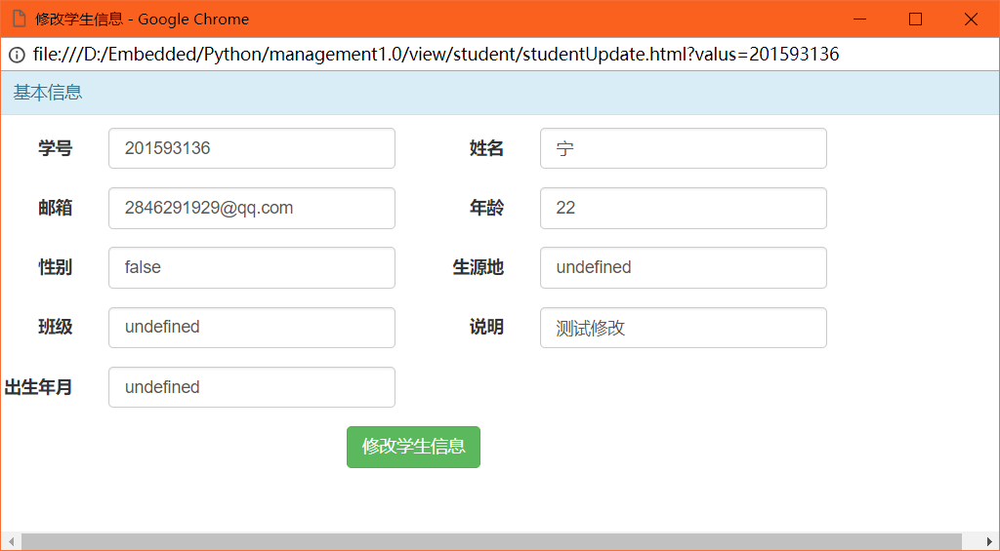 修改学生信息 - Google Chrome
file:///D:/Embedded/Python/management1.0/view/student/studentUpdate.html?valus=201593136
基本信息
学号 201593136 姓名 宁
邮箱 2846291929@qq.com 年龄 22
性别 false 生源地 undefined
班级 undefined 说明 测试修改
出生年月 undefined
修改学生信息